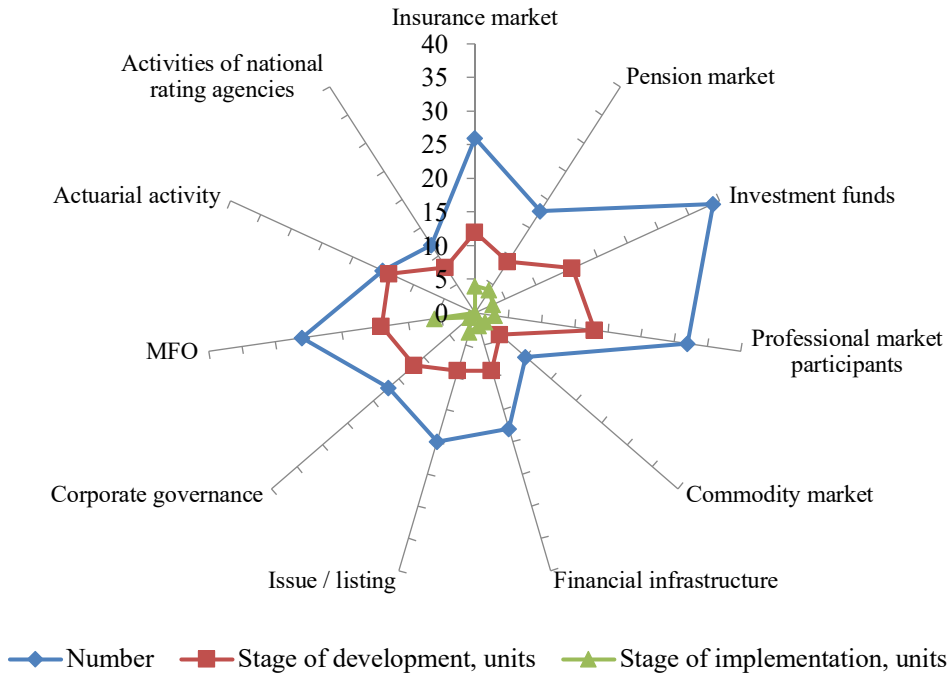 Insurance market
40
35
30
25
20
15
10
5
0
Pension market
Investment funds
Professional market
participants
Commodity market
Financial infrastructure
Issue / listing
Corporate governance
MFO
Actuarial activity
Activities of national
rating agencies
Number
Stage of development, units
Stage of implementation, units